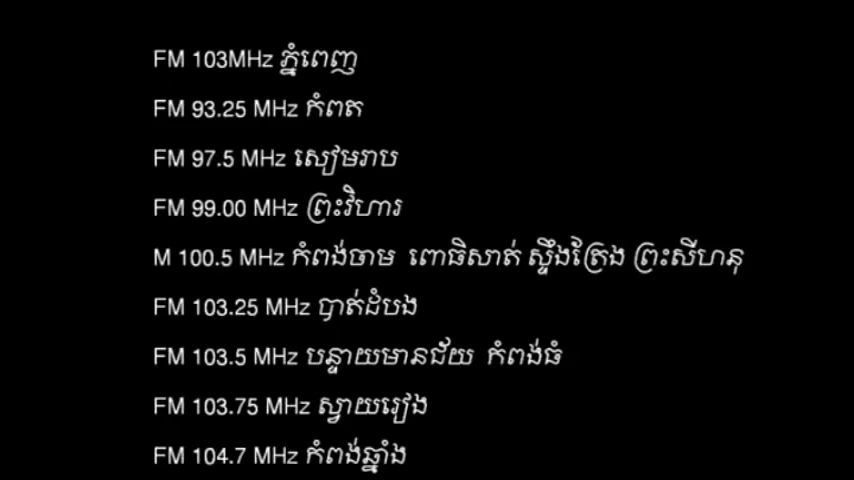 FM 103MHz ភ្នំពេញ
FM 93.25 MHz កំពត
FM 97.5 MHz សៀមរាប
FM 99.00 MHz ព្រះវិហារ
M 100.5 MHz កំពង់ចាម ពោធិសាត់ ស្ទឹងត្រែង ព្រះសីហនុ
FM 103.25 MHz បាត់ដំបង
FM 103.5 MHz បន្ទាយមានជ័យ កំពង់ធំ
FM 103.75 MHz ស្វាយរៀង
FM 104.7 MHz កំពង់ឆ្នាំង